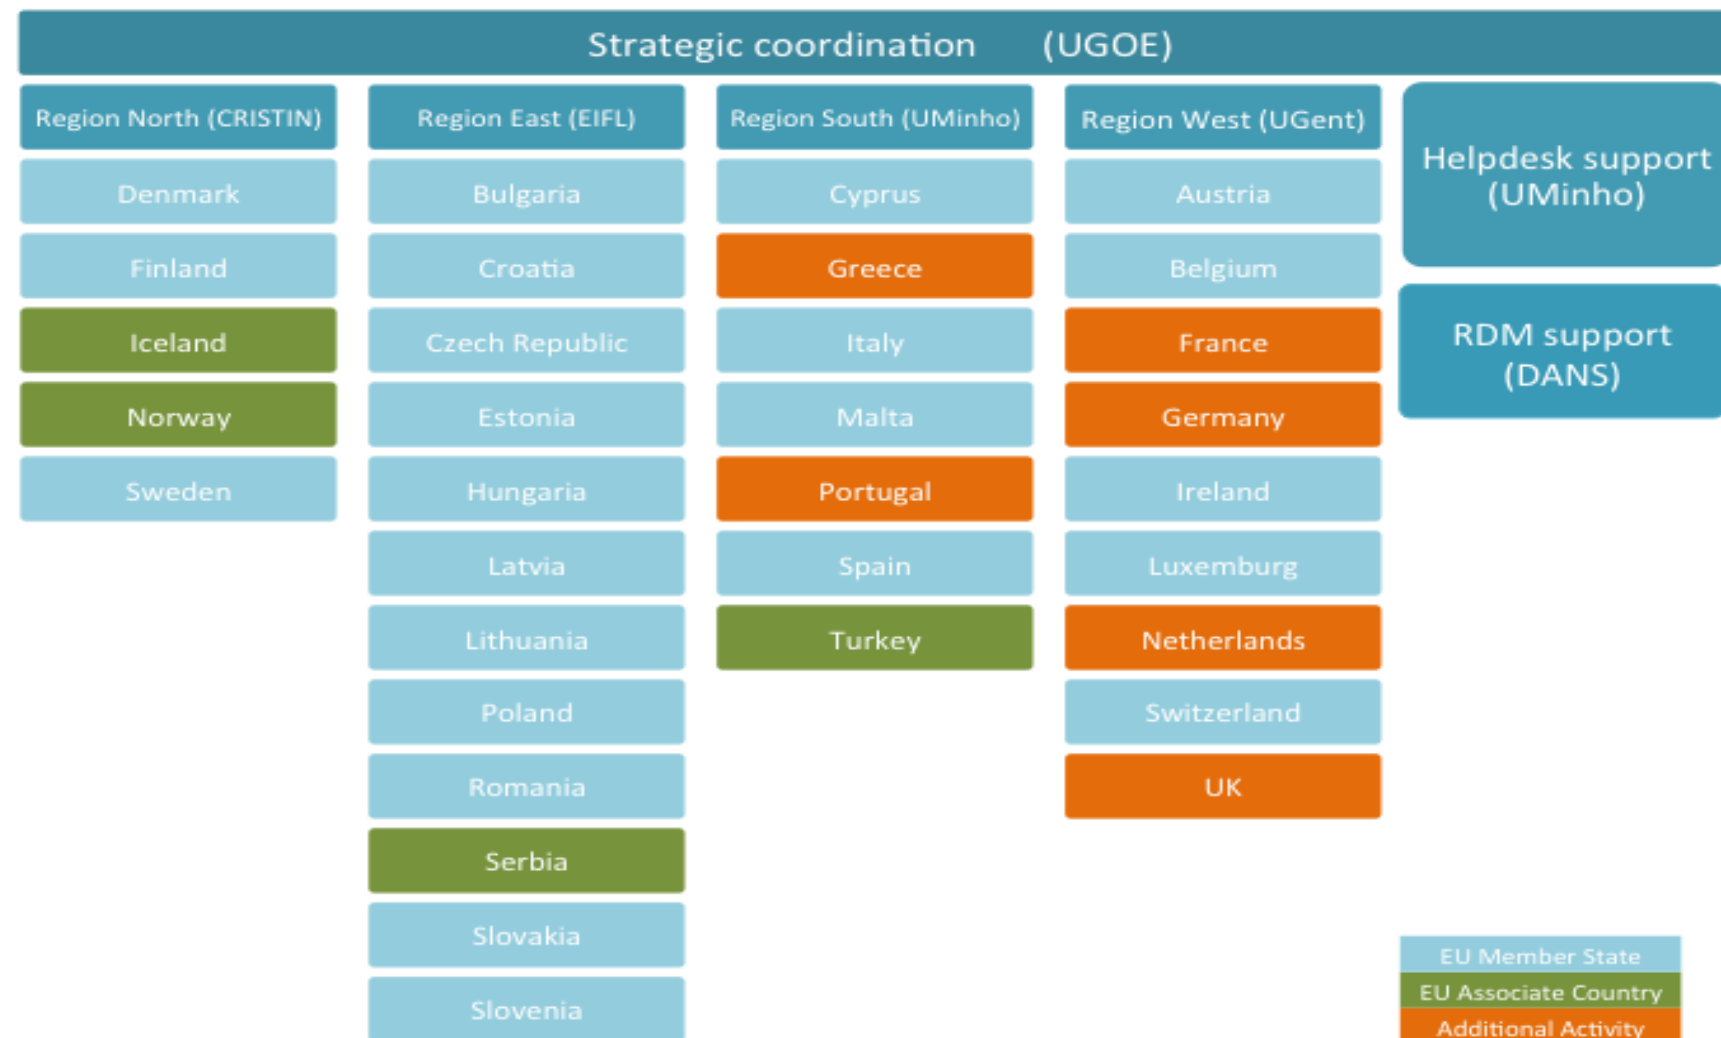 Strategic coordination (UGOE)
Region North (CRISTIN)
Denmark
Finland
Iceland
Norway
Sweden
Region East (EIFL)
Bulgaria
Croatia
Czech Republic
Estonia
Hungaria
Latvia
Lithuania
Poland
Romania
Serbia
Slovakia
Slovenia
Region South (UMinho)
Cyprus
Greece
Italy
Malta
Portugal
Spain
Turkey
Region West (UGent)
Austria
Belgium
France
Germany
Ireland
Luxemburg
Netherlands
Switzerland
UK
Helpdesk support
(UMinho)
RDM support
(DANS)
EU Member State
EU Associate Country
Additional Activity